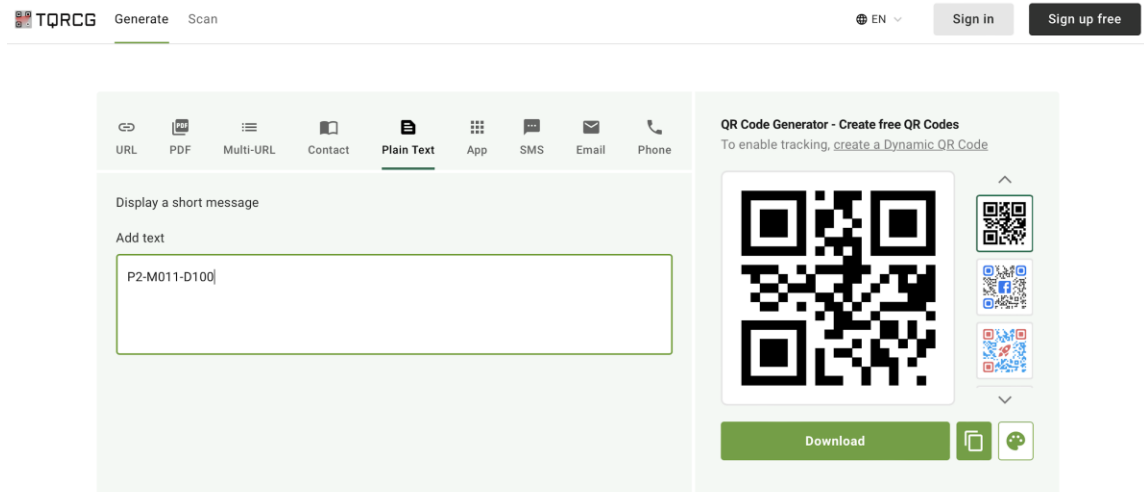 TQRCG Generate Scan EN Sign in Sign up free
URL PDF Multi-URL Contact Plain Text App SMS Email Phone
Display a short message
Add text
P2-M011-D100
QR Code Generator - Create free QR Codes
To enable tracking, create a Dynamic QR Code
Download